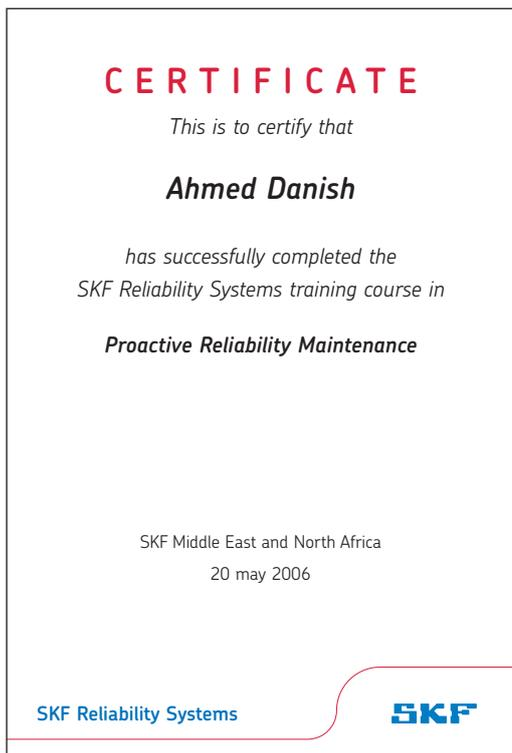 CERTIFICATE
This is to certify that
Ahmed Danish
has successfully completed the
SKF Reliability Systems training course in
Proactive Reliability Maintenance
SKF Middle East and North Africa
20 may 2006
SKF Reliability Systems
SKF